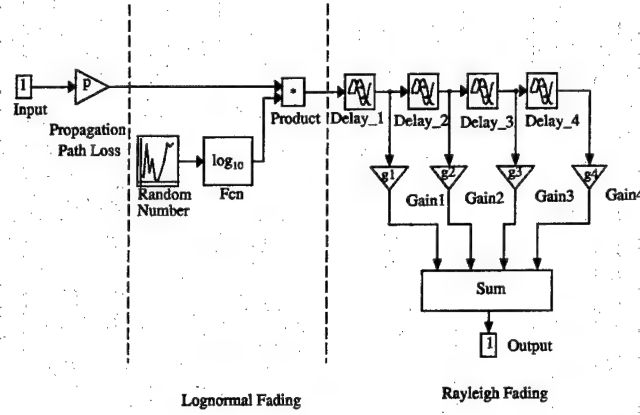 1
Input
P
Propagation
Path Loss
Random
Number
log10
Fcn
*
Product
Delay_1
Delay_2
Delay_3
Delay_4
g1
g2
g3
g4
Gain1
Gain2
Gain3
Gain4
Sum
1
Output
Lognormal Fading
Rayleigh Fading